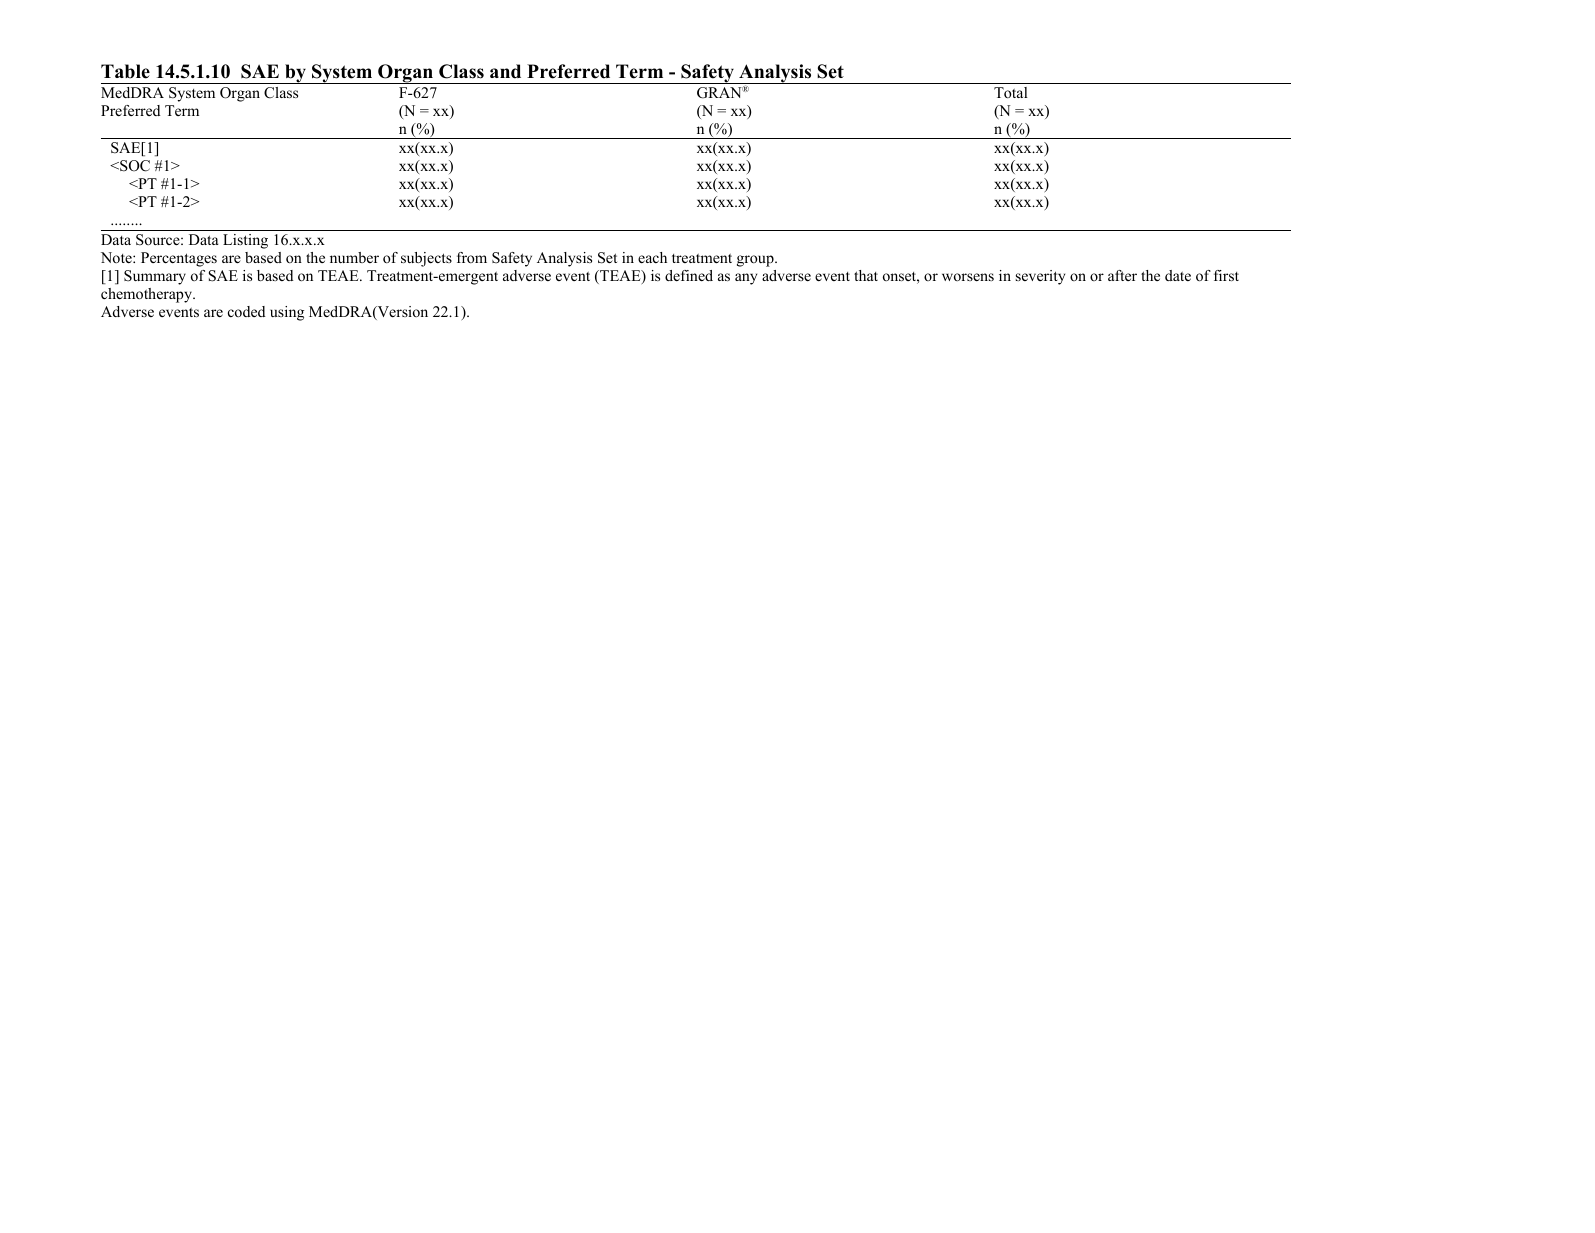 Table 14.5.1.10  SAE by System Organ Class and Preferred Term - Safety Analysis Set
MedDRA System Organ Class F-627 GRAN® Total
Preferred Term (N = xx) (N = xx) (N = xx)
n (%) n (%) n (%)
SAE[1] xx(xx.x) xx(xx.x) xx(xx.x)
<SOC #1> xx(xx.x) xx(xx.x) xx(xx.x)
<PT #1-1> xx(xx.x) xx(xx.x) xx(xx.x)
<PT #1-2> xx(xx.x) xx(xx.x) xx(xx.x)
........
Data Source: Data Listing 16.x.x.x
Note: Percentages are based on the number of subjects from Safety Analysis Set in each treatment group.
[1] Summary of SAE is based on TEAE. Treatment-emergent adverse event (TEAE) is defined as any adverse event that onset, or worsens in severity on or after the date of first
chemotherapy.
Adverse events are coded using MedDRA(Version 22.1).